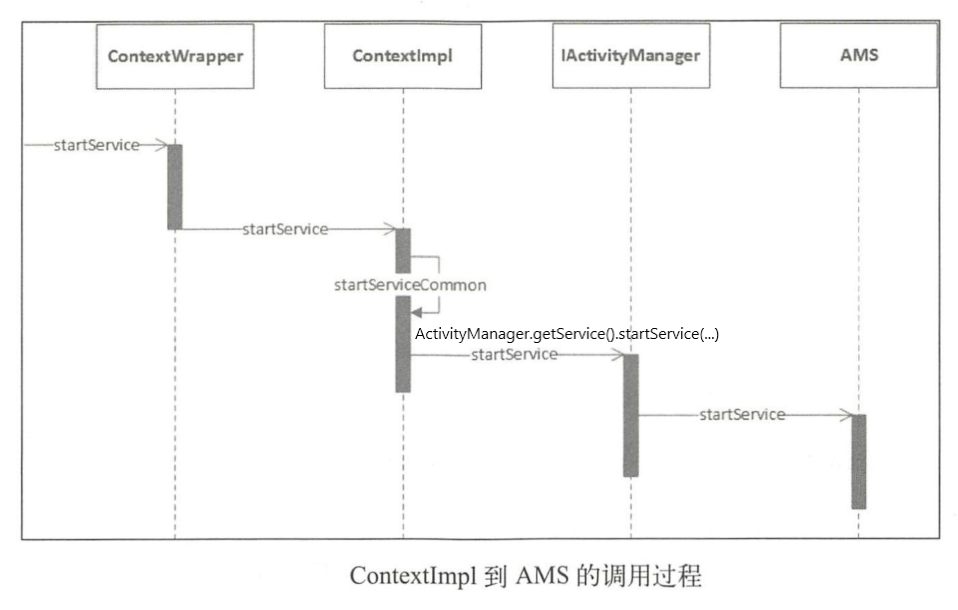 ContextWrapper
ContextImpl
IActivityManager
AMS
startService
startService
startServiceCommon
ActivityManager.getService().startService(...)
startService
startService
ContextImpl 到 AMS 的调用过程